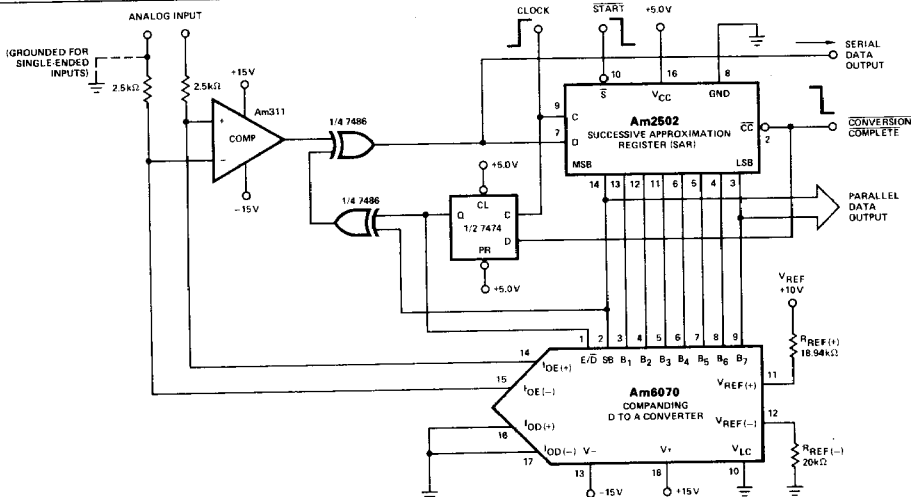 ANALOG INPUT
(GROUNDED FOR
SINGLE-ENDED
INPUTS)
2.5kΩ
2.5kΩ
+15V
Am311
+
COMP
−
−15V
1/4 7486
1/4 7486
CLOCK
START
+5.0V
10
16
8
S
VCC
GND
9
C
7
D
Am2502
SUCCESSIVE APPROXIMATION
REGISTER (SAR)
CC
2
MSB
LSB
14 13 12 11 6 5 4 3
SERIAL
DATA
OUTPUT
CONVERSION
COMPLETE
PARALLEL
DATA
OUTPUT
+5.0V
CL
Q
C
1/2 7474
D
PR
+5.0V
VREF
+10V
RREF(+)
18.94kΩ
1 2 3 4 5 6 7 8 9
E/D SB B1 B2 B3 B4 B5 B6 B7
14
IOE(+)
15
IOE(−)
16
IOD(+)
17
IOD(−)
Am6070
COMPANDING
D TO A CONVERTER
11
VREF(+)
12
VREF(−)
RREF(−)
20kΩ
V−
V+
VLC
13
18
10
−15V
+15V